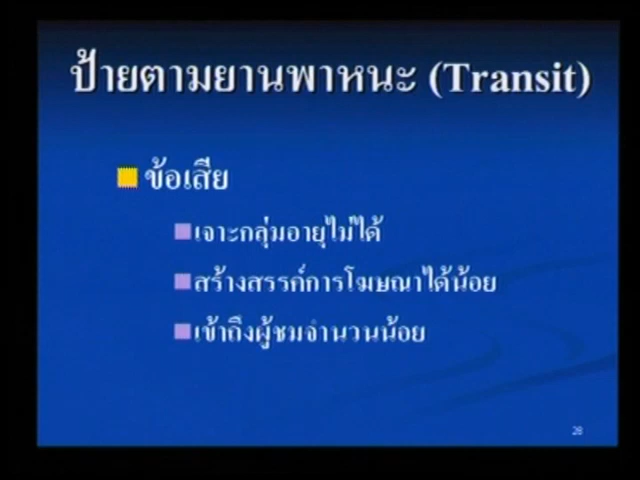 ป้ายตามยานพาหนะ (Transit)
ข้อเสีย
เจาะกลุ่มอายุไม่ได้
สร้างสรรค์การโฆษณาได้น้อย
เข้าถึงผู้ชมจำนวนน้อย
28